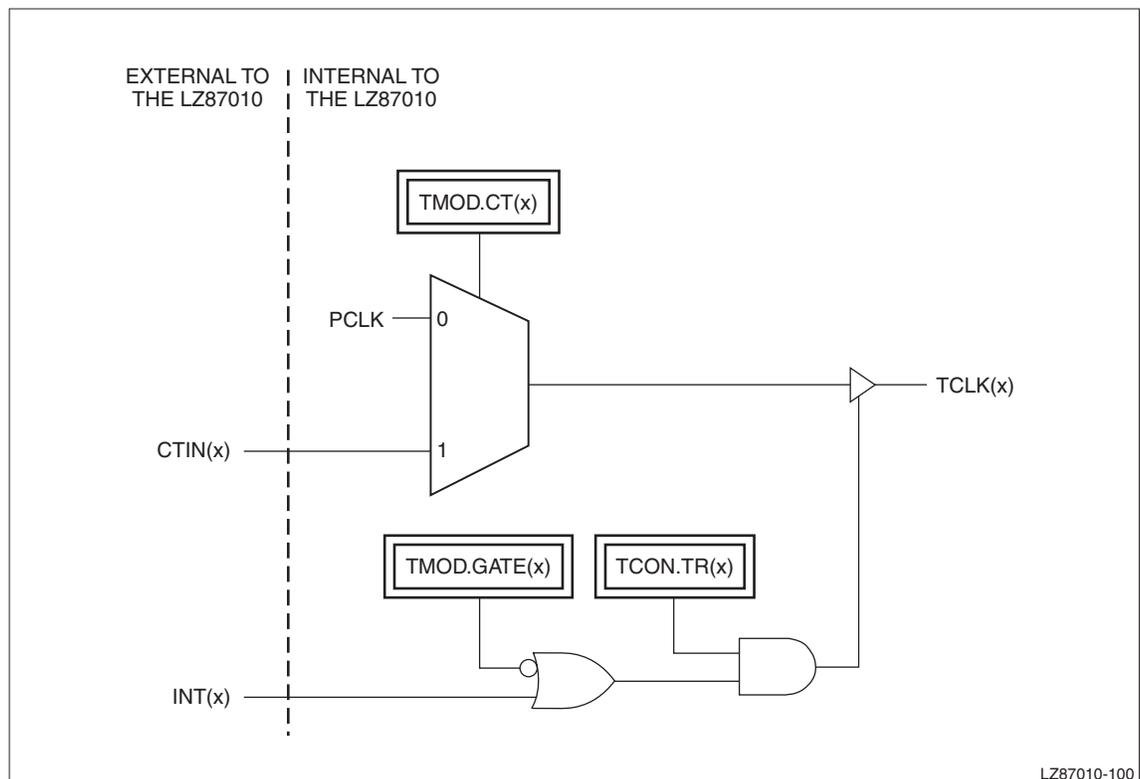 EXTERNAL TO
THE LZ87010
INTERNAL TO
THE LZ87010
TMOD.CT(x)
PCLK
0
TCLK(x)
CTIN(x)
1
TMOD.GATE(x)
TCON.TR(x)
INT(x)
LZ87010-100